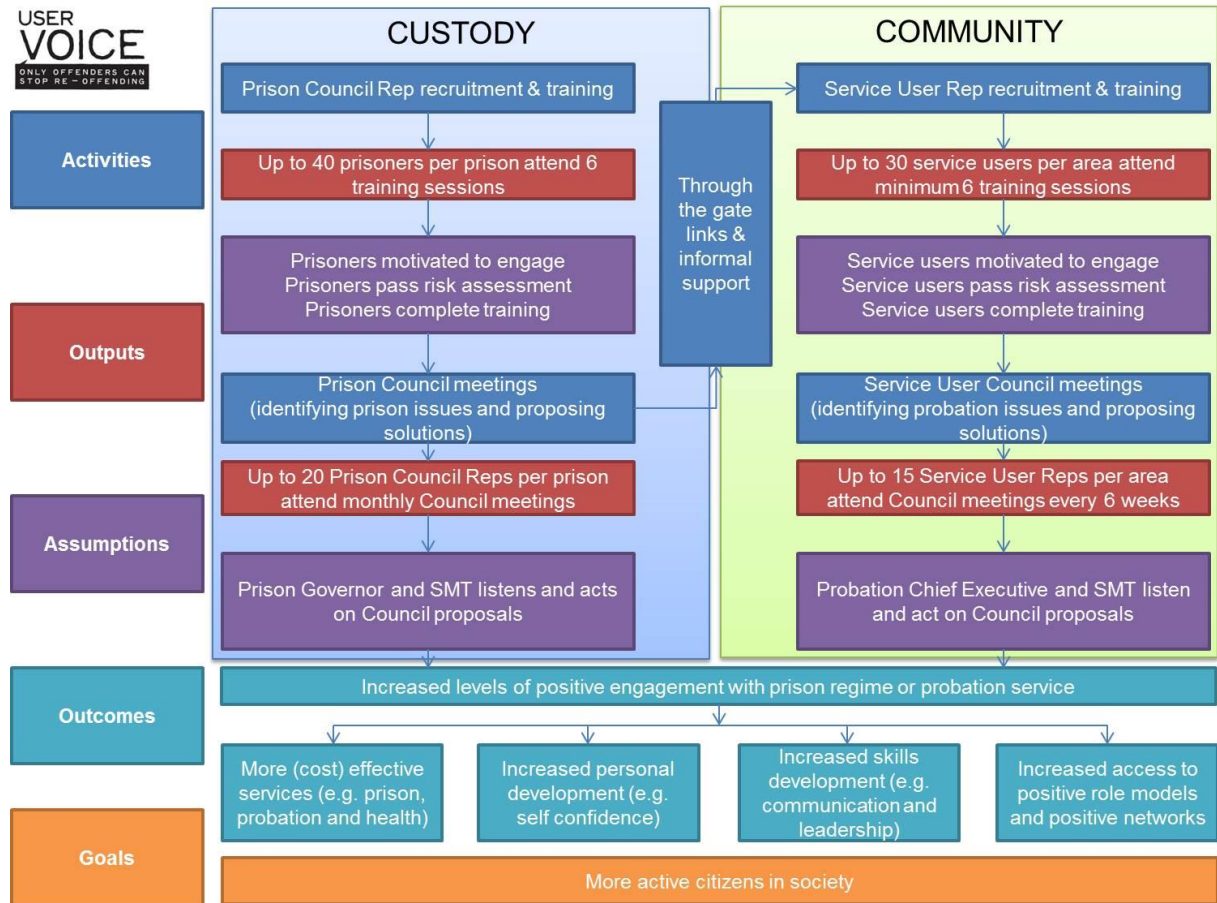 USER
VOICE
ONLY OFFENDERS CAN
STOP RE-OFFENDING
Activities
Outputs
Assumptions
Outcomes
Goals
CUSTODY
Prison Council Rep recruitment & training
Up to 40 prisoners per prison attend 6
training sessions
Prisoners motivated to engage
Prisoners pass risk assessment
Prisoners complete training
Prison Council meetings
(identifying prison issues and proposing
solutions)
Up to 20 Prison Council Reps per prison
attend monthly Council meetings
Prison Governor and SMT listens and acts
on Council proposals
Through
the gate
links &
informal
support
COMMUNITY
Service User Rep recruitment & training
Up to 30 service users per area attend
minimum 6 training sessions
Service users motivated to engage
Service users pass risk assessment
Service users complete training
Service User Council meetings
(identifying probation issues and proposing
solutions)
Up to 15 Service User Reps per area
attend Council meetings every 6 weeks
Probation Chief Executive and SMT listen
and act on Council proposals
Increased levels of positive engagement with prison regime or probation service
More (cost) effective
services (e.g. prison,
probation and health)
Increased personal
development (e.g.
self confidence)
Increased skills
development (e.g.
communication and
leadership)
Increased access to
positive role models
and positive networks
More active citizens in society